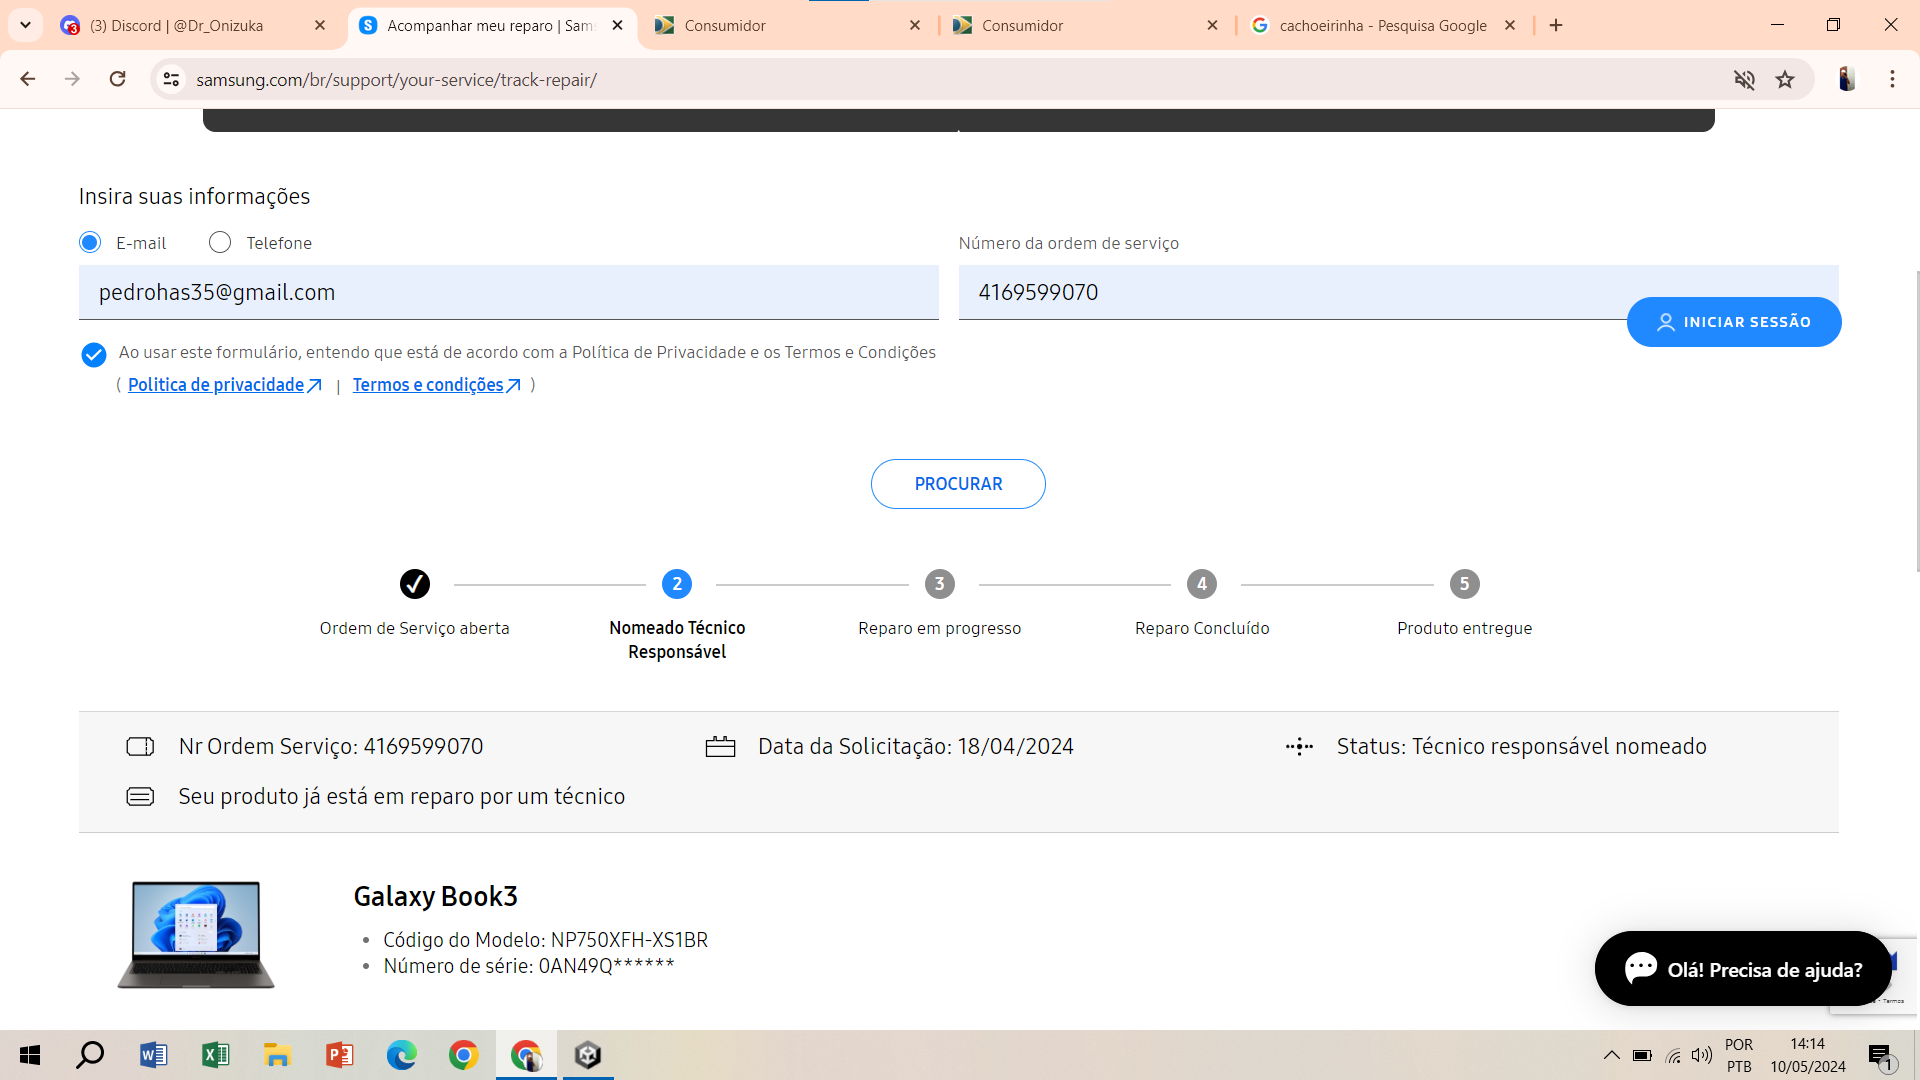 (3) Discord | @Dr_Onizuka
Acompanhar meu reparo | Sams
Consumidor
Consumidor
cachoeirinha - Pesquisa Google
samsung.com/br/support/your-service/track-repair/
Insira suas informações
E-mail
Telefone
Número da ordem de serviço
pedrohas35@gmail.com
4169599070
INICIAR SESSÃO
Ao usar este formulário, entendo que está de acordo com a Política de Privacidade e os Termos e Condições
( Politica de privacidade | Termos e condições )
PROCURAR
2
3
4
5
Ordem de Serviço aberta
Nomeado Técnico
Responsável
Reparo em progresso
Reparo Concluído
Produto entregue
Nr Ordem Serviço: 4169599070
Data da Solicitação: 18/04/2024
Status: Técnico responsável nomeado
Seu produto já está em reparo por um técnico
Galaxy Book3
• Código do Modelo: NP750XFH-XS1BR
• Número de série: 0AN49Q******
Olá! Precisa de ajuda?
Termos
POR
PTB
14:14
10/05/2024
1